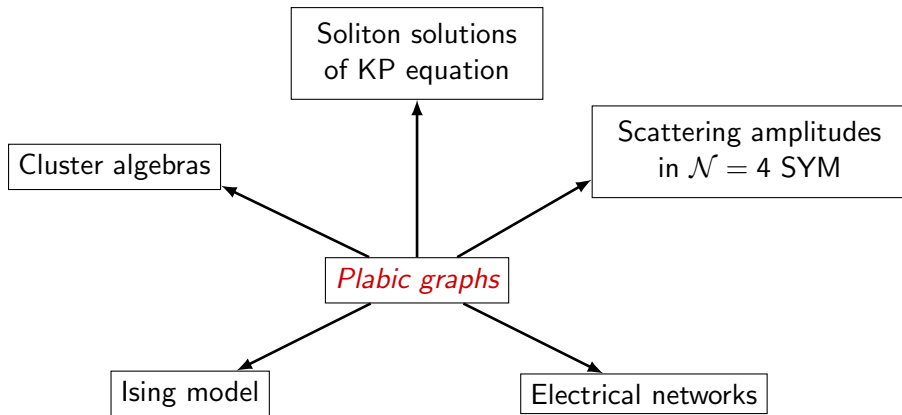 Soliton solutions
of KP equation
Scattering amplitudes
in 𝒩 = 4 SYM
Cluster algebras
Plabic graphs
Ising model
Electrical networks